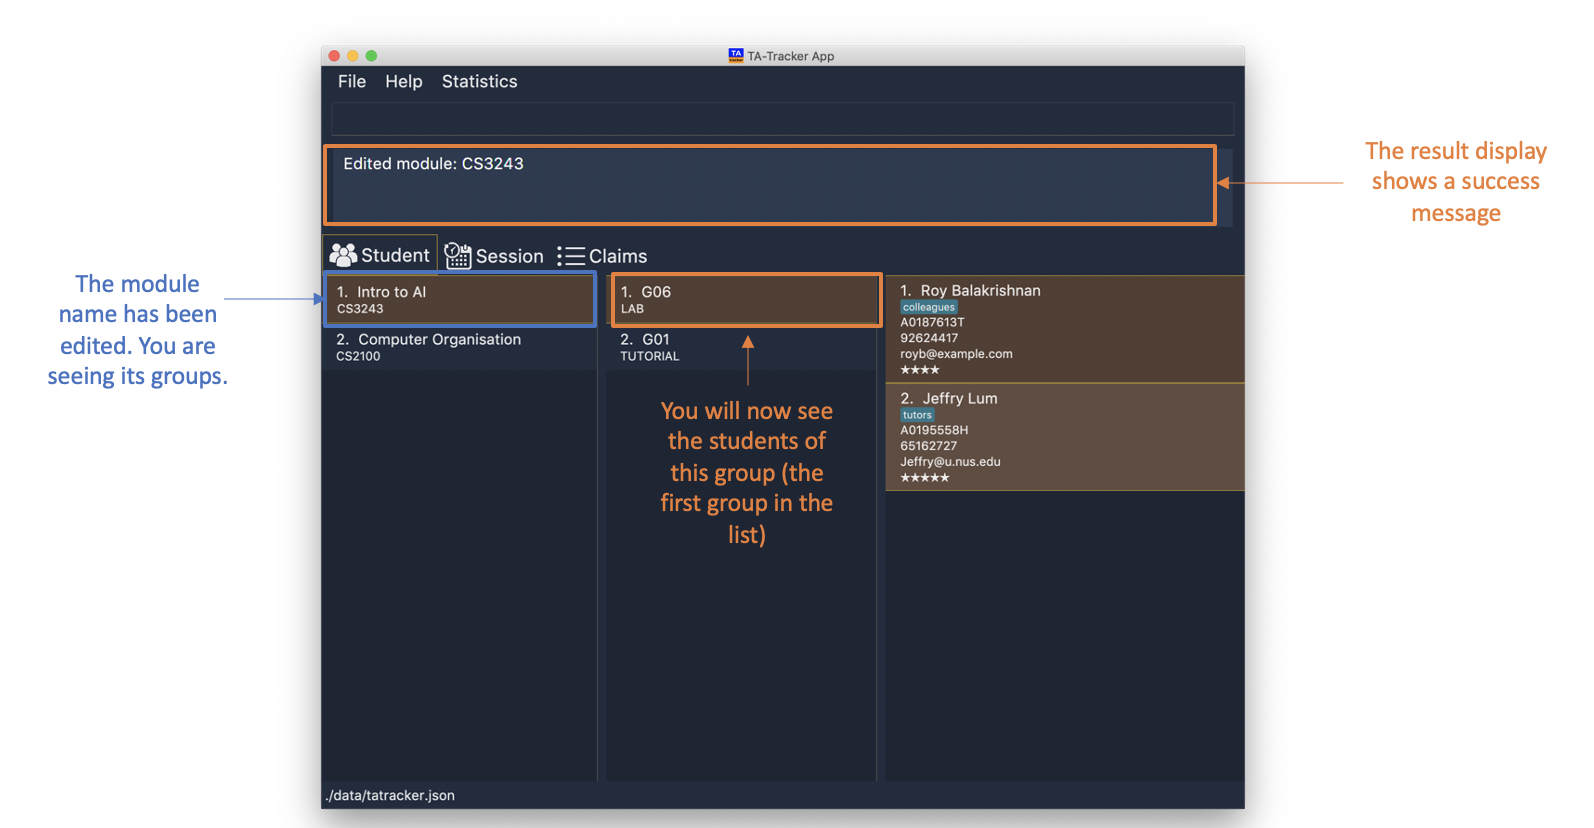 TA
tracker
TA-Tracker App
File Help Statistics
Edited module: CS3243
The result display
shows a success
message
Student Session Claims
The module
name has been
edited. You are
seeing its groups.
1. Intro to AI
CS3243
2. Computer Organisation
CS2100
1. G06
LAB
2. G01
TUTORIAL
You will now see
the students of
this group (the
first group in the
list)
1. Roy Balakrishnan
colleagues
A0187613T
92624417
royb@example.com
★★★★
2. Jeffry Lum
tutors
A0195558H
65162727
Jeffry@u.nus.edu
★★★★★
./data/tatracker.json